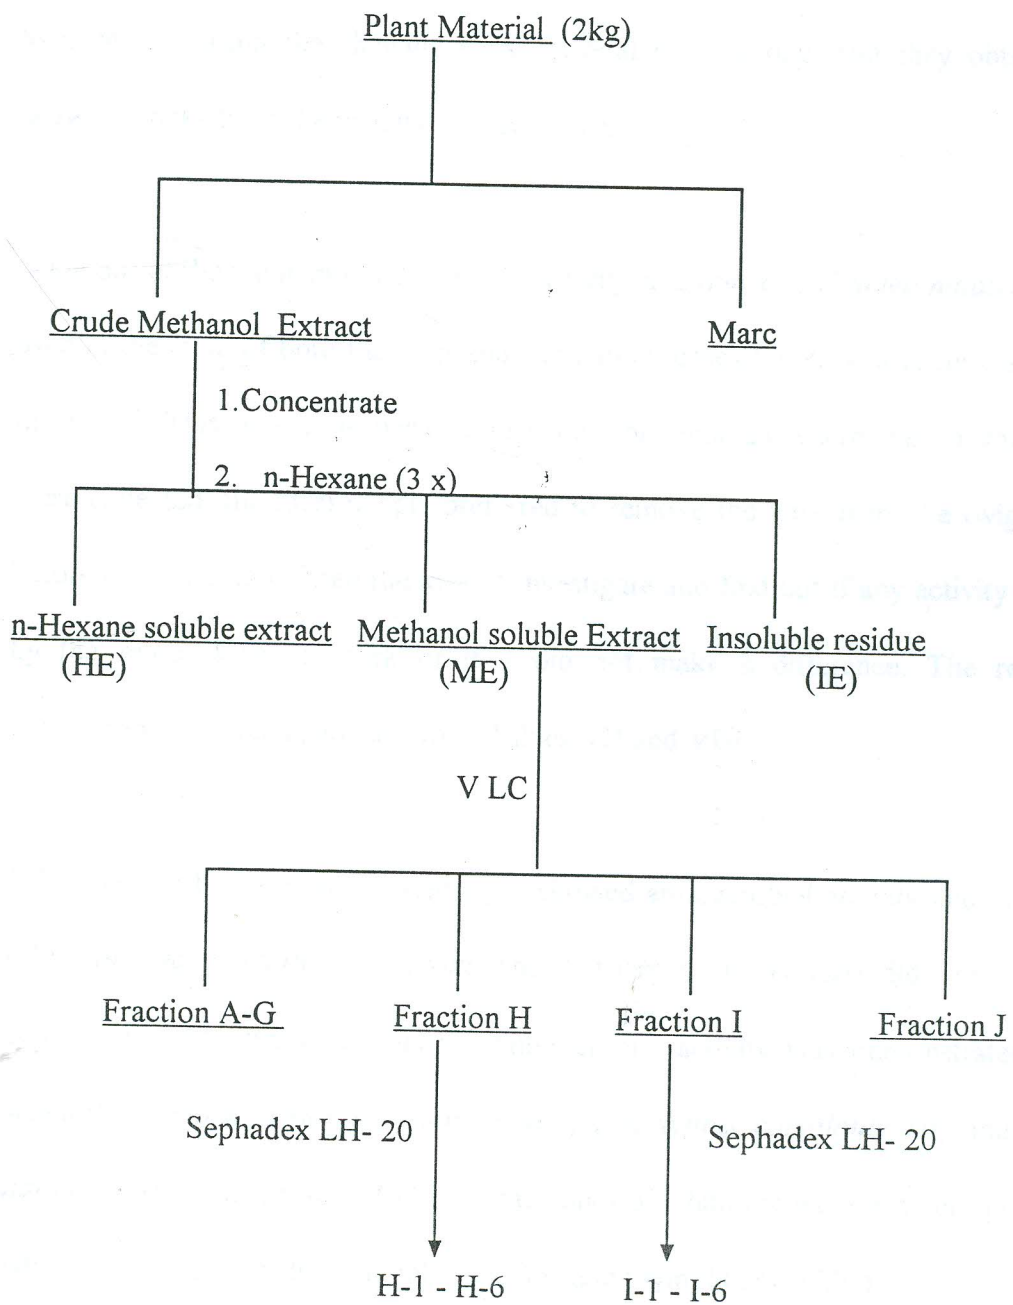 Plant Material (2kg)
Crude Methanol Extract
Marc
1.Concentrate
2. n-Hexane (3 x)
n-Hexane soluble extract
(HE)
Methanol soluble Extract
(ME)
Insoluble residue
(IE)
V LC
Fraction A-G
Fraction H
Fraction I
Fraction J
Sephadex LH- 20
Sephadex LH- 20
H-1 - H-6
I-1 - I-6